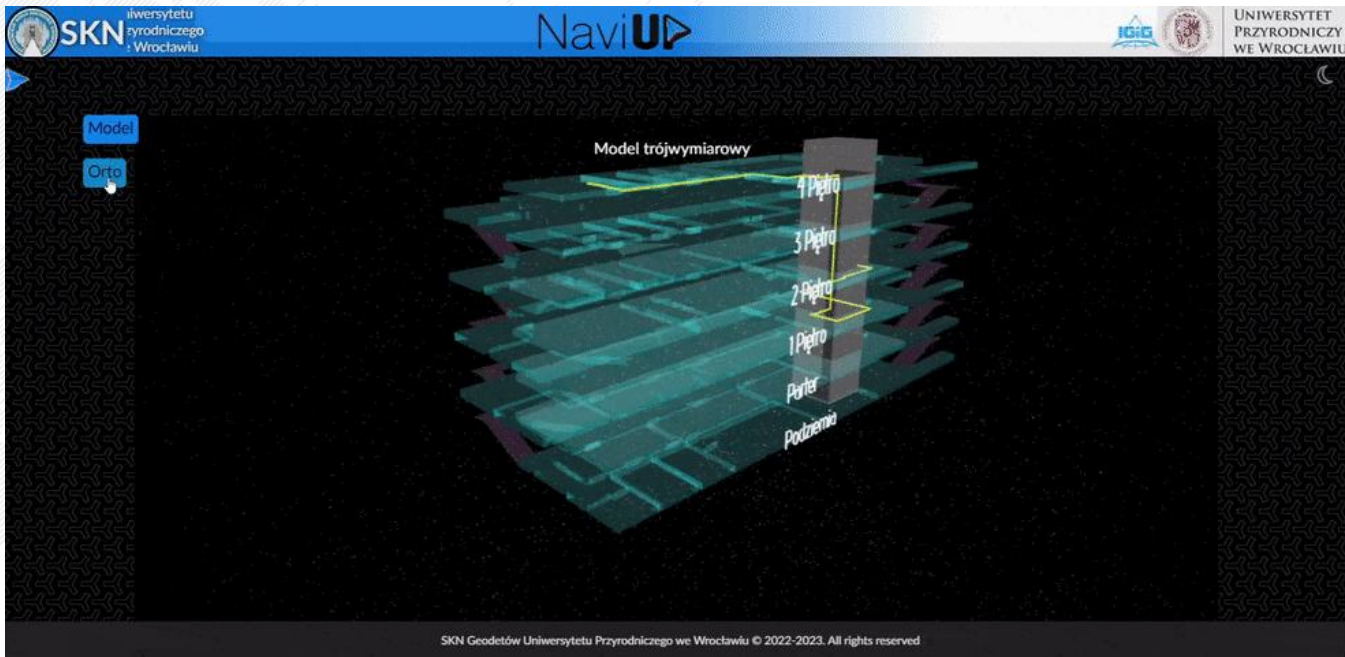 SKN
iwersytetu
zyrodniczego
Wrocławiu
NaviUP
IGiG
UNIWERSYTET
PRZYRODNICZY
WE WROCŁAWIU
Model
Orto
Model trójwymiarowy
4 Piętro
3 Piętro
2 Piętro
1 Piętro
Parter
Podziemia
SKN Geodetów Uniwersytetu Przyrodniczego we Wrocławiu © 2022-2023. All rights reserved